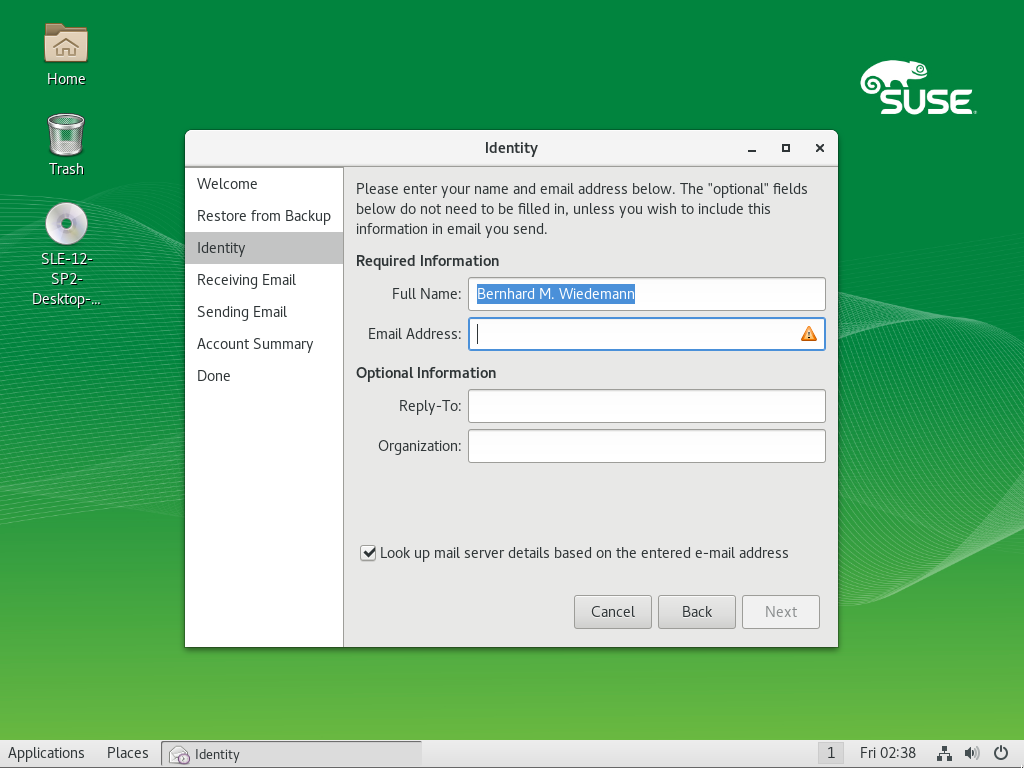 Home
Trash
SLE-12-
SP2-
Desktop-...
SUSE
Identity
Welcome
Restore from Backup
Identity
Receiving Email
Sending Email
Account Summary
Done
Please enter your name and email address below. The "optional" fields
below do not need to be filled in, unless you wish to include this
information in email you send.
Required Information
Full Name: Bernhard M. Wiedemann
Email Address:
Optional Information
Reply-To:
Organization:
Look up mail server details based on the entered e-mail address
Cancel Back Next
Applications Places Identity 1 Fri 02:38